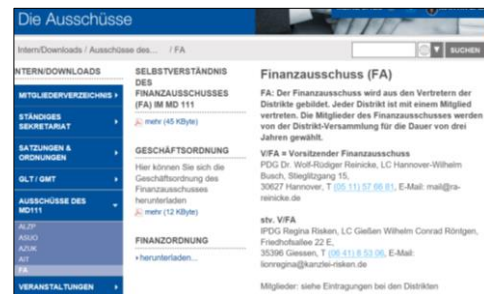 Die Ausschüsse
Intern/Downloads / Ausschüsse des... / FA
SUCHEN
NTERN/DOWNLOADS
MITGLIEDERVERZEICHNIS
STÄNDIGES
SEKRETARIAT
SATZUNGEN &
ORDNUNGEN
GLT / GMT
AUSSCHÜSSE DES
MD111
ALZP
ASUO
AZUK
AIT
FA
VERANSTALTUNGEN
SELBSTVERSTÄNDNIS
DES
FINANZAUSSCHUSSES
(FA) IM MD 111
mehr (45 KByte)
GESCHÄFTSORDNUNG
Hier können Sie sich die
Geschäftsordnung des
Finanzausschusses
herunterladen
mehr (12 KByte)
FINANZORDNUNG
herunterladen...
Finanzausschuss (FA)
FA: Der Finanzausschuss wird aus den Vertretern der
Distrikte gebildet. Jeder Distrikt ist mit einem Mitglied
vertreten. Die Mitglieder des Finanzausschusses werden
von der Distrikt-Versammlung für die Dauer von drei
Jahren gewählt.
V/FA = Vorsitzender Finanzausschuss
PDG Dr. Wolf-Rüdiger Reinicke, LC Hannover-Wilhelm
Busch, Stieglitzgang 15,
30627 Hannover, T (05 11) 57 66 81, E-Mail: mail@ra-
reinicke.de
stv. V/FA
IPDG Regina Risken, LC Gießen Wilhelm Conrad Röntgen,
Friedhofsallee 22 E,
35396 Giessen, T (06 41) 8 53 06, E-Mail:
lionregina@kanzlei-risken.de
Mitglieder: siehe Eintragungen bei den Distrikten